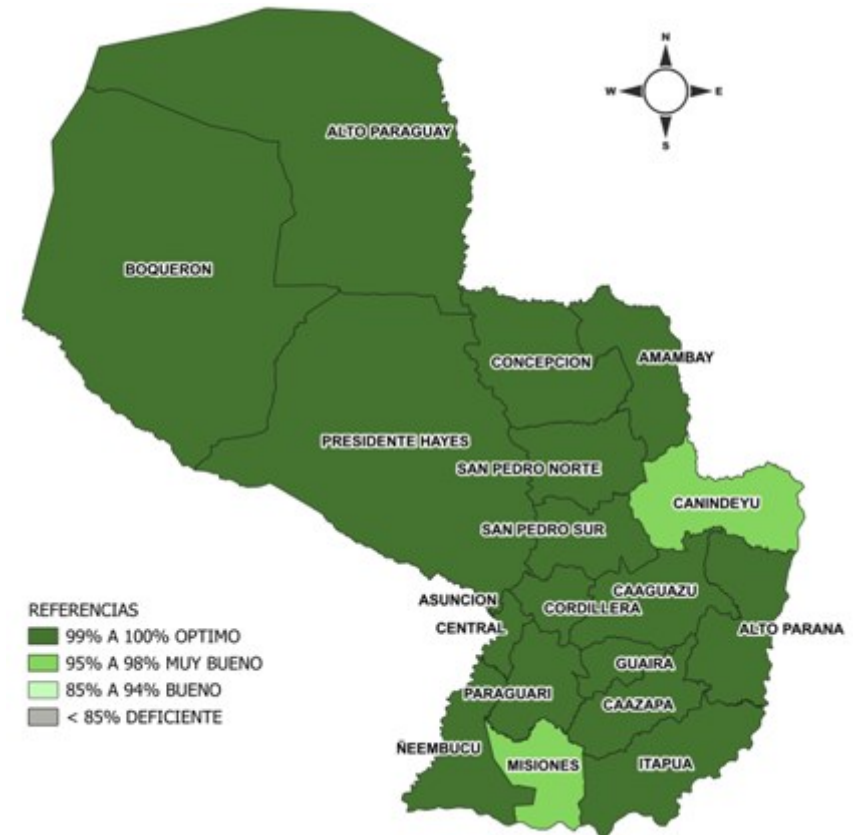 N
W
E
S
ALTO PARAGUAY
BOQUERON
CONCEPCION
AMAMBAY
PRESIDENTE HAYES
SAN PEDRO NORTE
CANINDEYU
SAN PEDRO SUR
CAAGUAZU
ASUNCION
CORDILLERA
CENTRAL
ALTO PARANA
GUAIRA
PARAGUARI
CAAZAPA
ÑEEMBUCU
MISIONES
ITAPUA
REFERENCIAS
99% A 100% OPTIMO
95% A 98% MUY BUENO
85% A 94% BUENO
< 85% DEFICIENTE